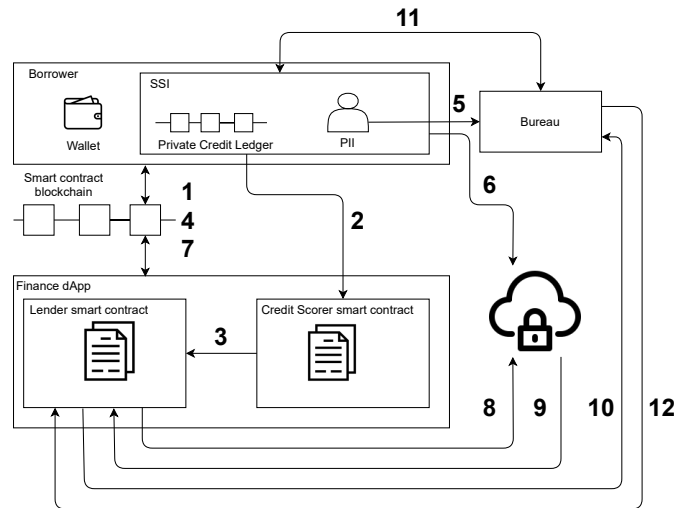 11
Borrower
SSI
Wallet
Private Credit Ledger
PII
5
Bureau
Smart contract
blockchain
1
4
7
2
6
Finance dApp
Lender smart contract
Credit Scorer smart contract
3
8
9
10
12